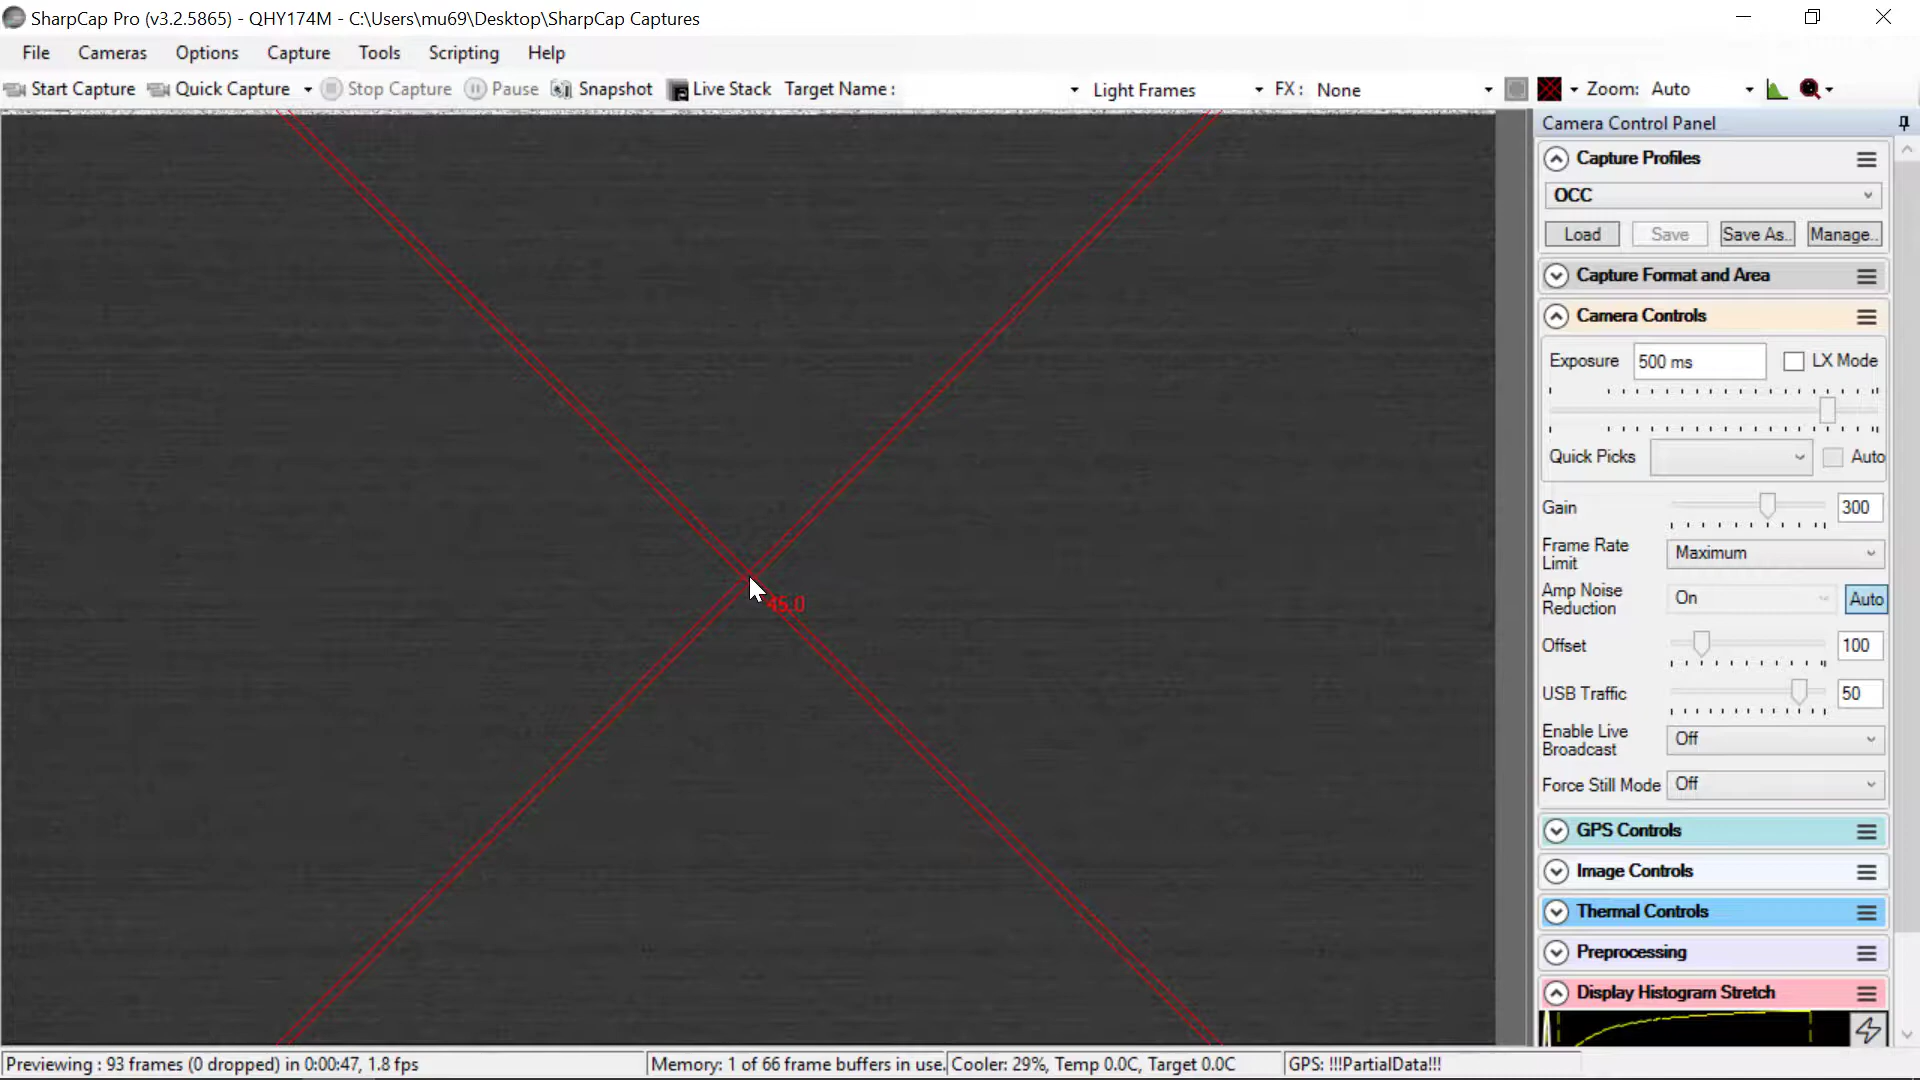 SharpCap Pro (v3.2.5865) - QHY174M - C:\Users\mu69\Desktop\SharpCap Captures
File Cameras Options Capture Tools Scripting Help
Start Capture Quick Capture Stop Capture Pause Snapshot Live Stack Target Name : Light Frames FX : None Zoom: Auto
Camera Control Panel
Capture Profiles
OCC
Load Save Save As.. Manage..
Capture Format and Area
Camera Controls
Exposure 500 ms LX Mode
Quick Picks Auto
Gain 300
Frame Rate
Limit
Maximum
Amp Noise
Reduction
On Auto
45.0
Offset 100
USB Traffic 50
Enable Live
Broadcast
Off
Force Still Mode Off
GPS Controls
Image Controls
Thermal Controls
Preprocessing
Display Histogram Stretch
Previewing : 93 frames (0 dropped) in 0:00:47, 1.8 fps Memory: 1 of 66 frame buffers in use. Cooler: 29%, Temp 0.0C, Target 0.0C GPS: !!!PartialData!!!